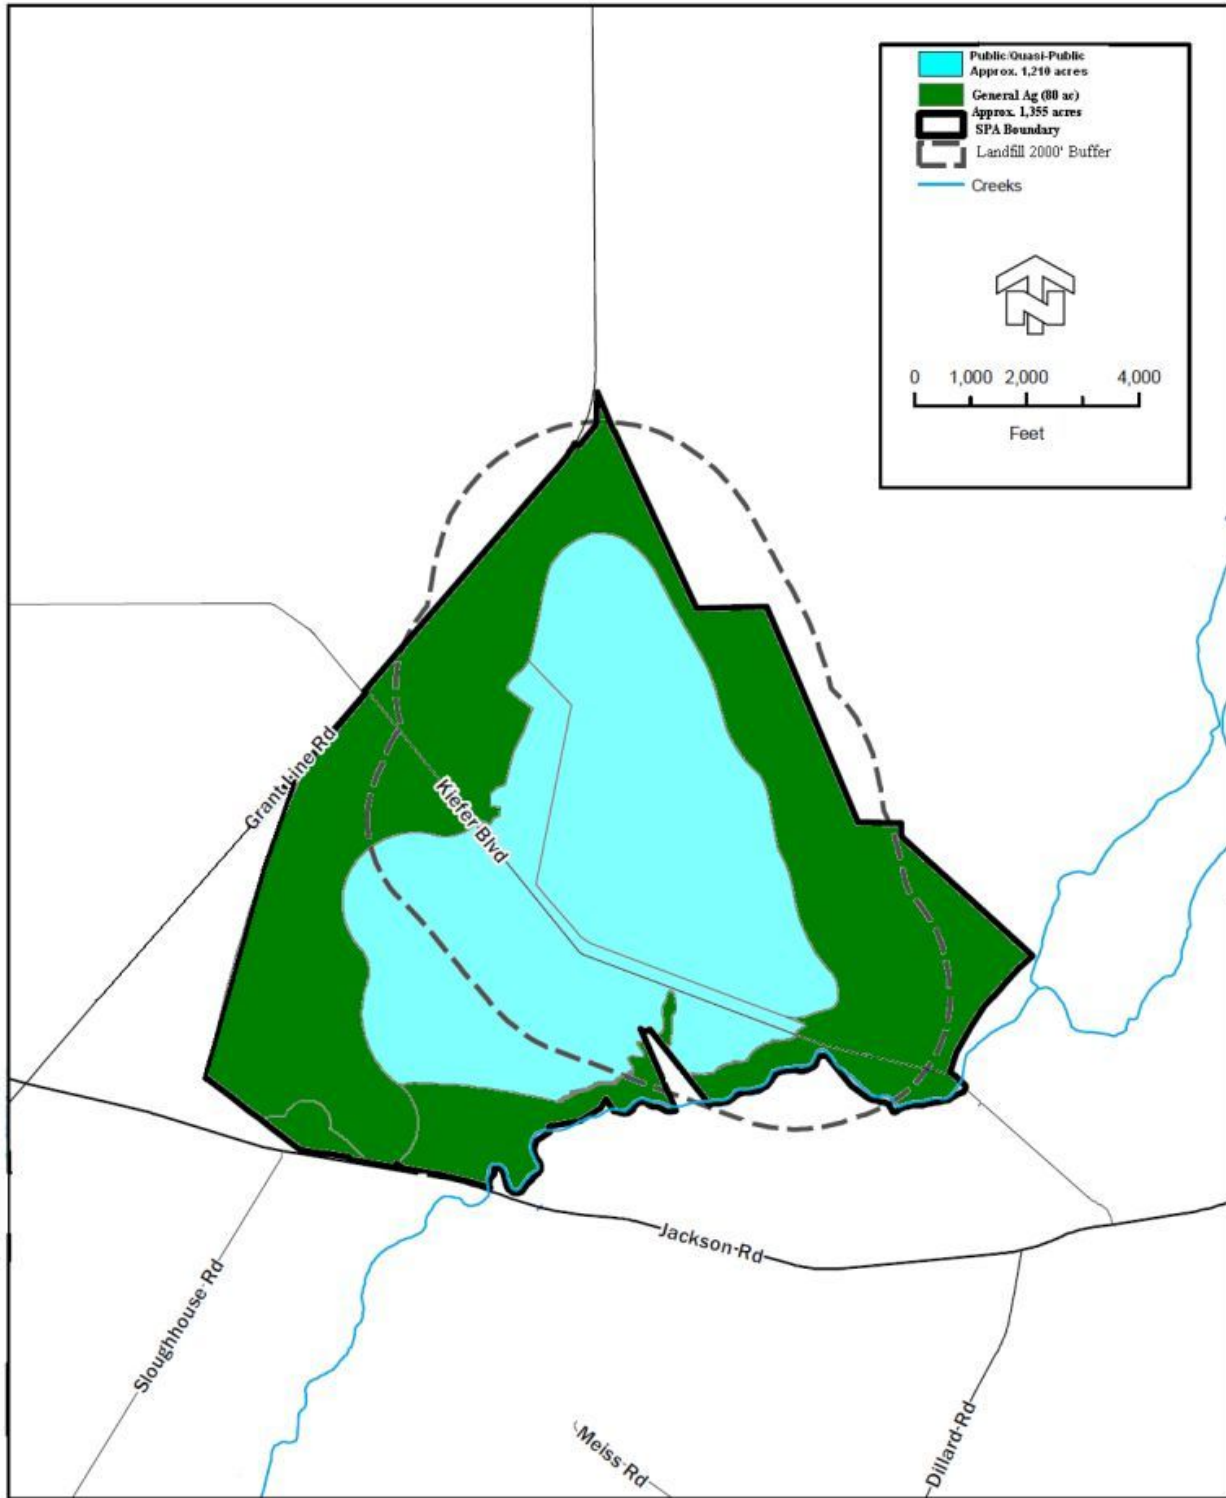 Public/Quasi-Public
Approx. 1,210 acres
General Ag (80 ac)
Approx. 1,355 acres
SPA Boundary
Landfill 2000' Buffer
Creeks
N
0 1,000 2,000 4,000
Feet
Grant Line Rd
Kiefer Blvd
Jackson Rd
Sloughhouse Rd
Meiss Rd
Dillard Rd